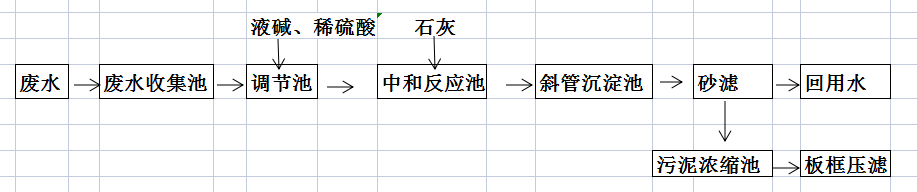 液碱、稀硫酸 石灰
废水 废水收集池 调节池 中和反应池 斜管沉淀池 砂滤 回用水
污泥浓缩池 板框压滤